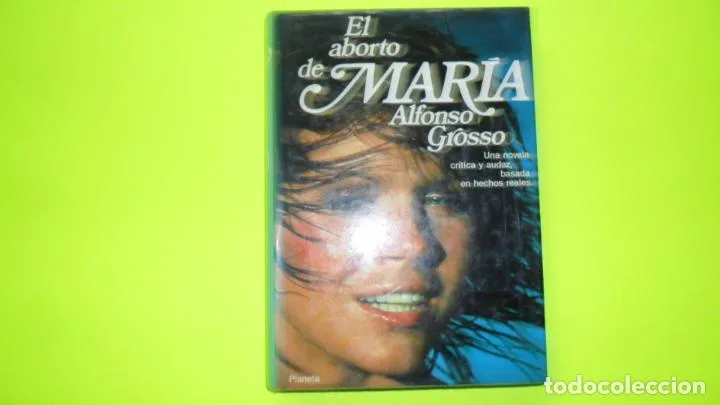 El
aborto
de MARÍA
Alfonso
Grosso
Una novela
crítica y audaz,
basada
en hechos reales.
Planeta
todocoleccion